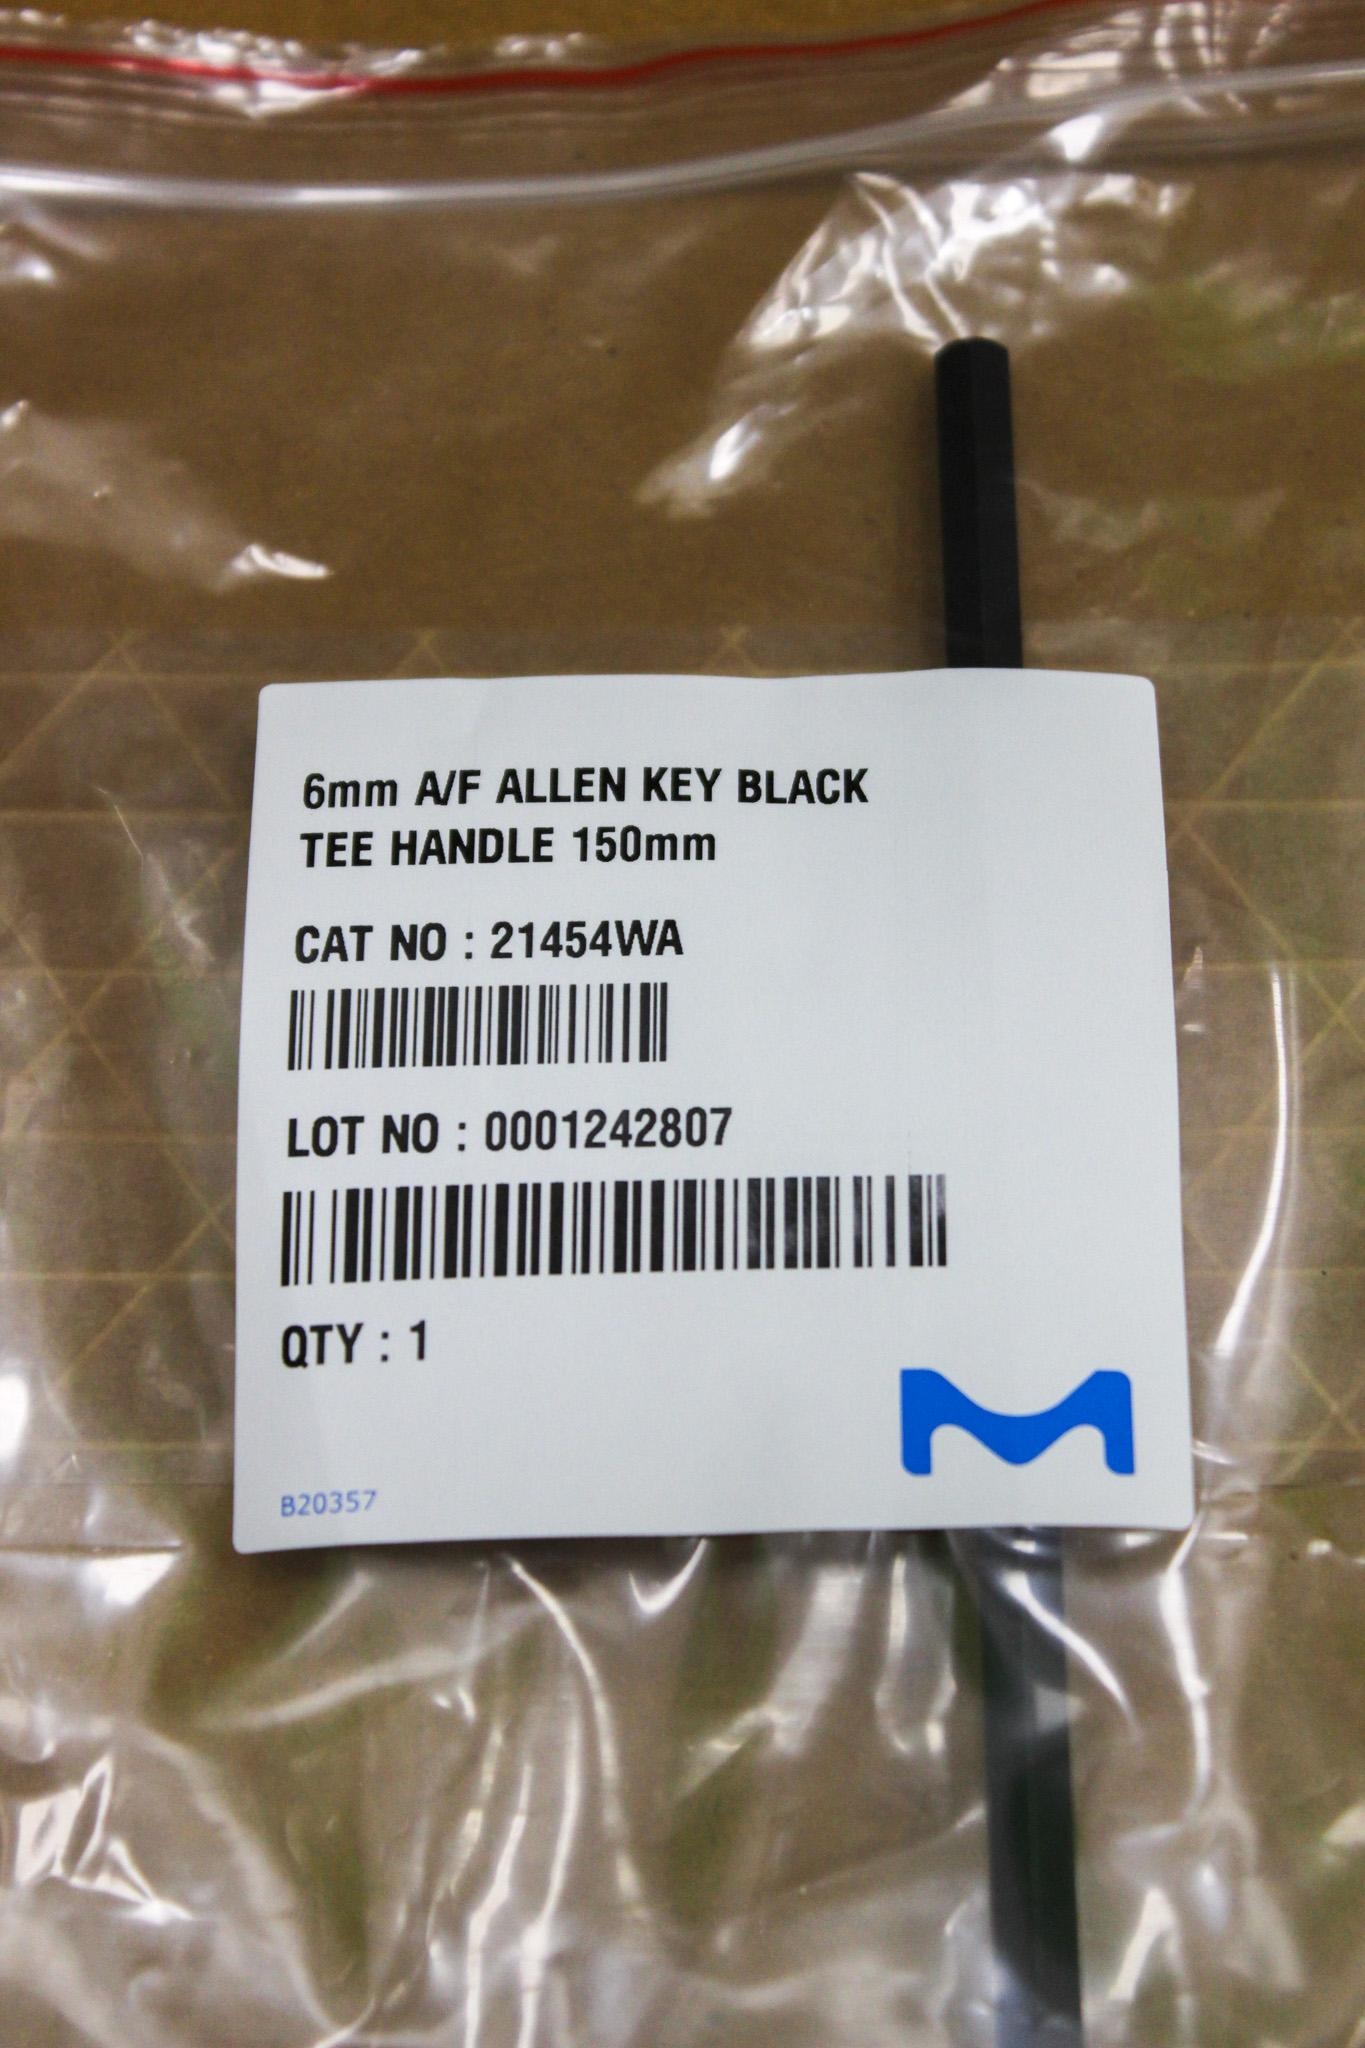 6mm A/F ALLEN KEY BLACK
TEE HANDLE 150mm
CAT NO : 21454WA
LOT NO : 0001242807
QTY : 1
M
B20357